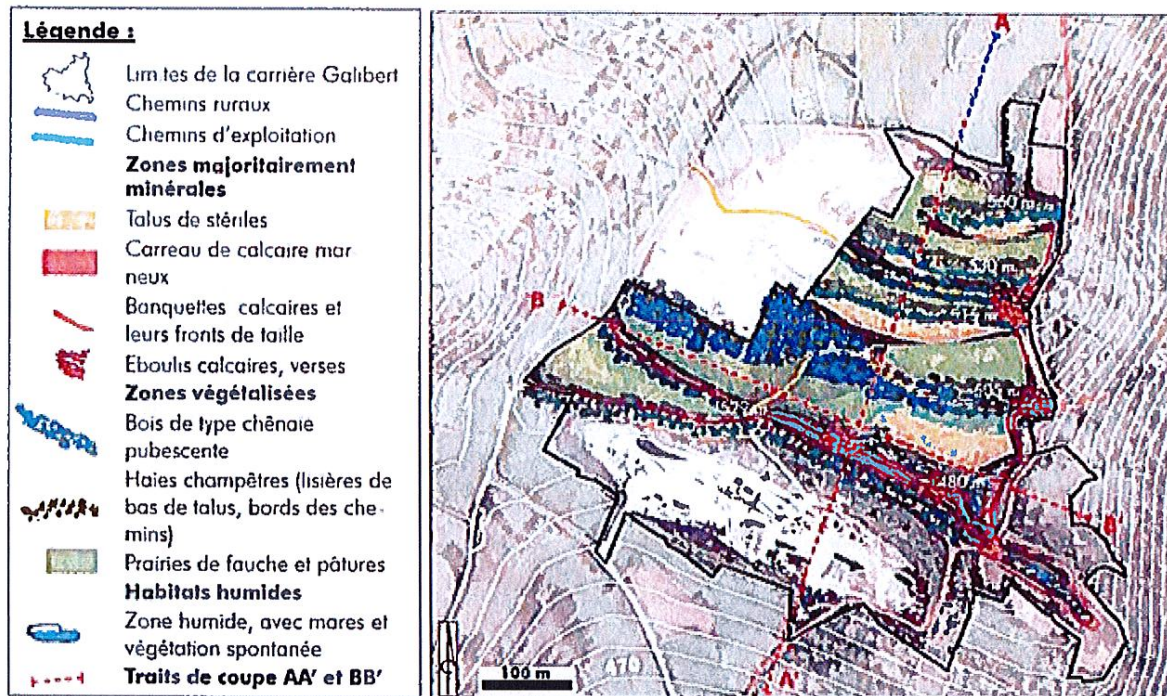 Légende :
Limites de la carrière Galibert
Chemins ruraux
Chemins d'exploitation
Zones majoritairement
minérales
Talus de stériles
Carreau de calcaire mar
neux
Banquettes calcaires et
leurs fronts de taille
Eboulis calcaires, verses
Zones végétalisées
Bois de type chênaie
pubescente
Haies champêtres (lisières de
bas de talus, bords des che-
mins)
Prairies de fauche et pâtures
Habitats humides
Zone humide, avec mares et
végétation spontanée
Traits de coupe AA' et BB'
A
560 m
530 m
B
480 m
B'
A'
470
100 m